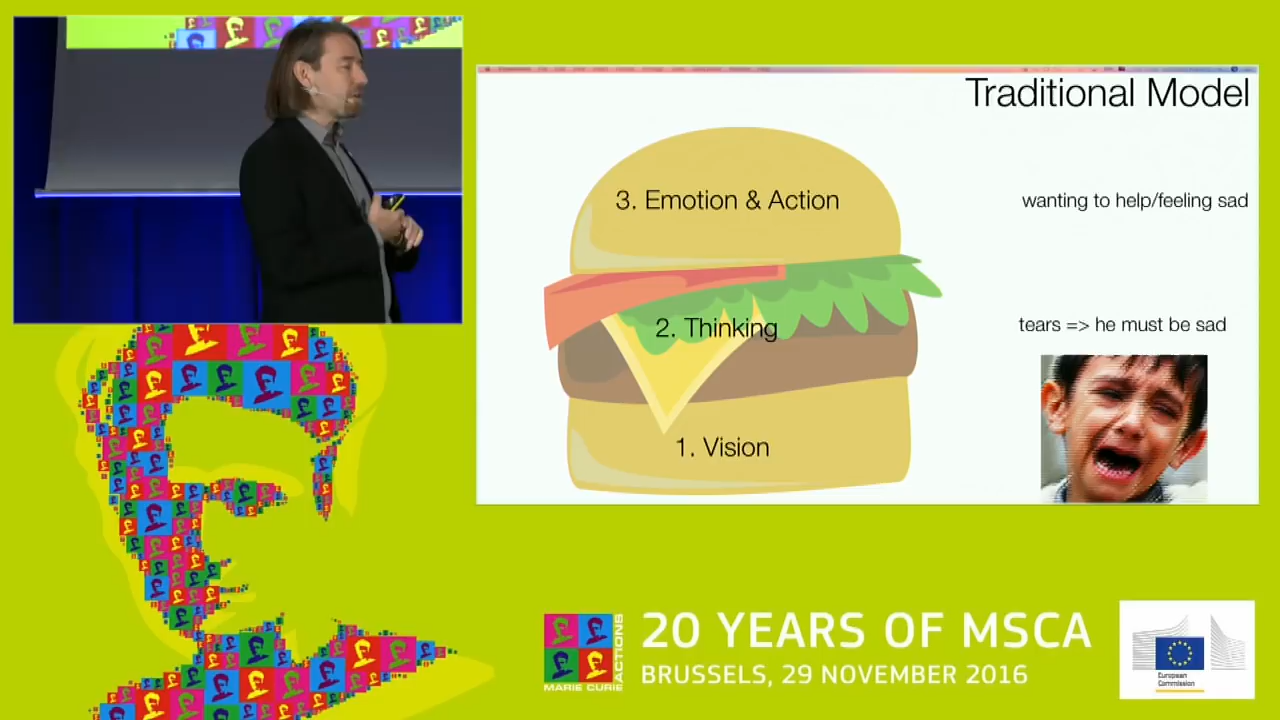 Traditional Model
3. Emotion & Action
wanting to help/feeling sad
2. Thinking
tears => he must be sad
1. Vision
MARIE CURIE ACTIONS
20 YEARS OF MSCA
BRUSSELS, 29 NOVEMBER 2016
European
Commission